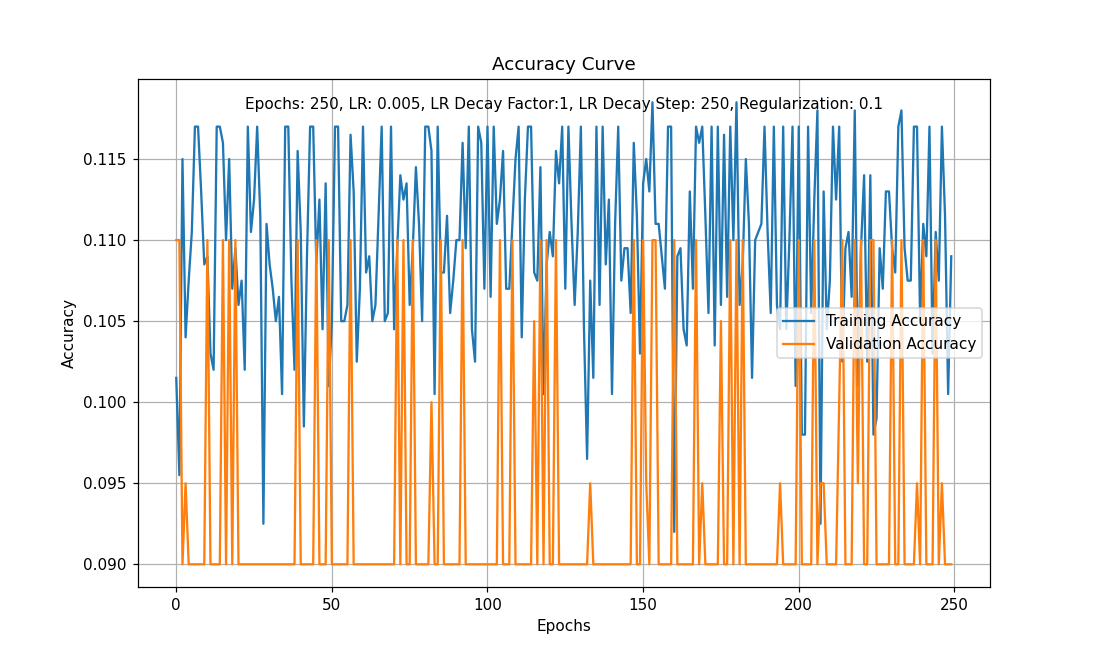 Accuracy Curve
Epochs: 250, LR: 0.005, LR Decay Factor:1, LR Decay Step: 250, Regularization: 0.1
Accuracy
0.115
0.110
0.105
0.100
0.095
0.090
Training Accuracy
Validation Accuracy
0 50 100 150 200 250
Epochs